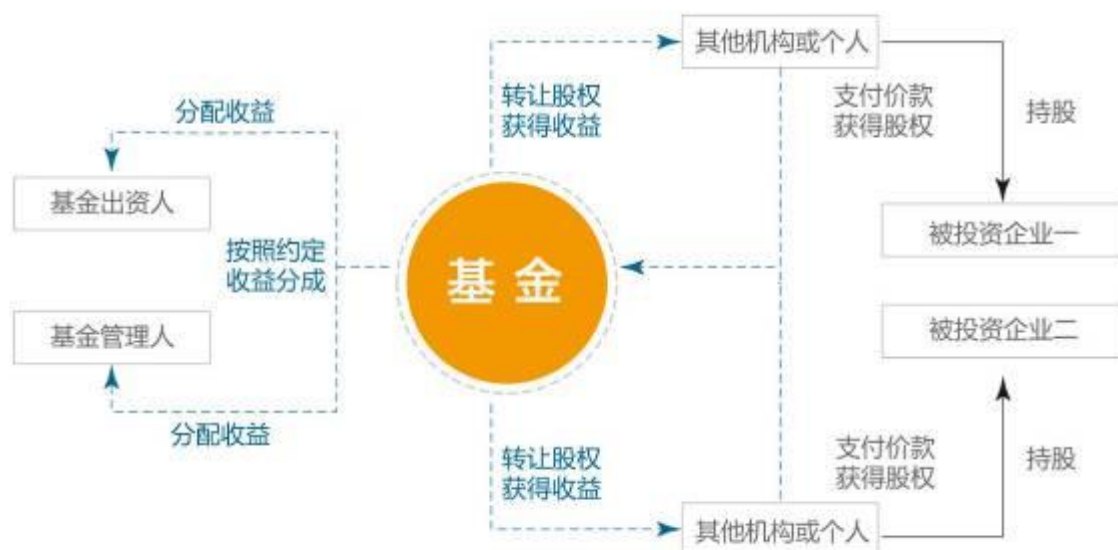 其他机构或个人
分配收益
转让股权
获得收益
支付价款
获得股权
持股
基金出资人
被投资企业一
按照约定
收益分成
基金
基金管理人
被投资企业二
分配收益
转让股权
获得收益
支付价款
获得股权
持股
其他机构或个人